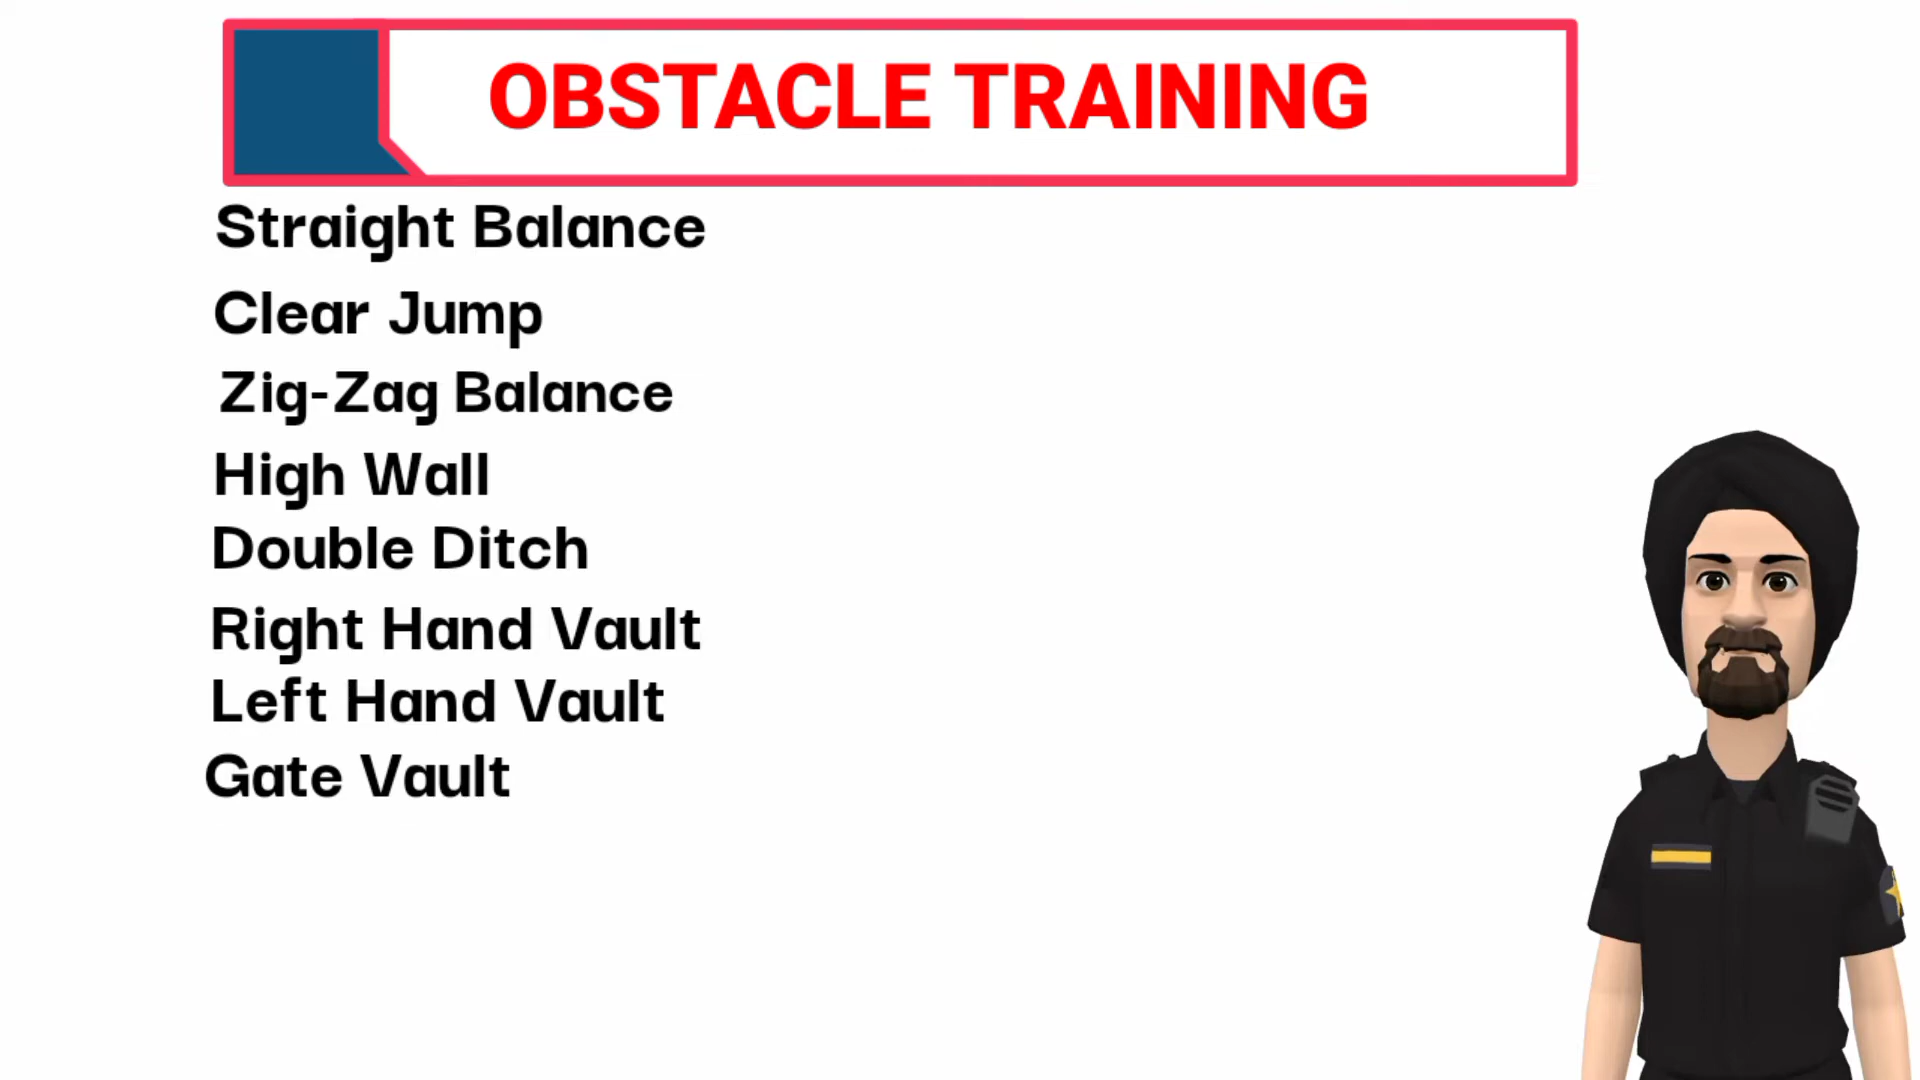 OBSTACLE TRAINING
Straight Balance
Clear Jump
Zig-Zag Balance
High Wall
Double Ditch
Right Hand Vault
Left Hand Vault
Gate Vault